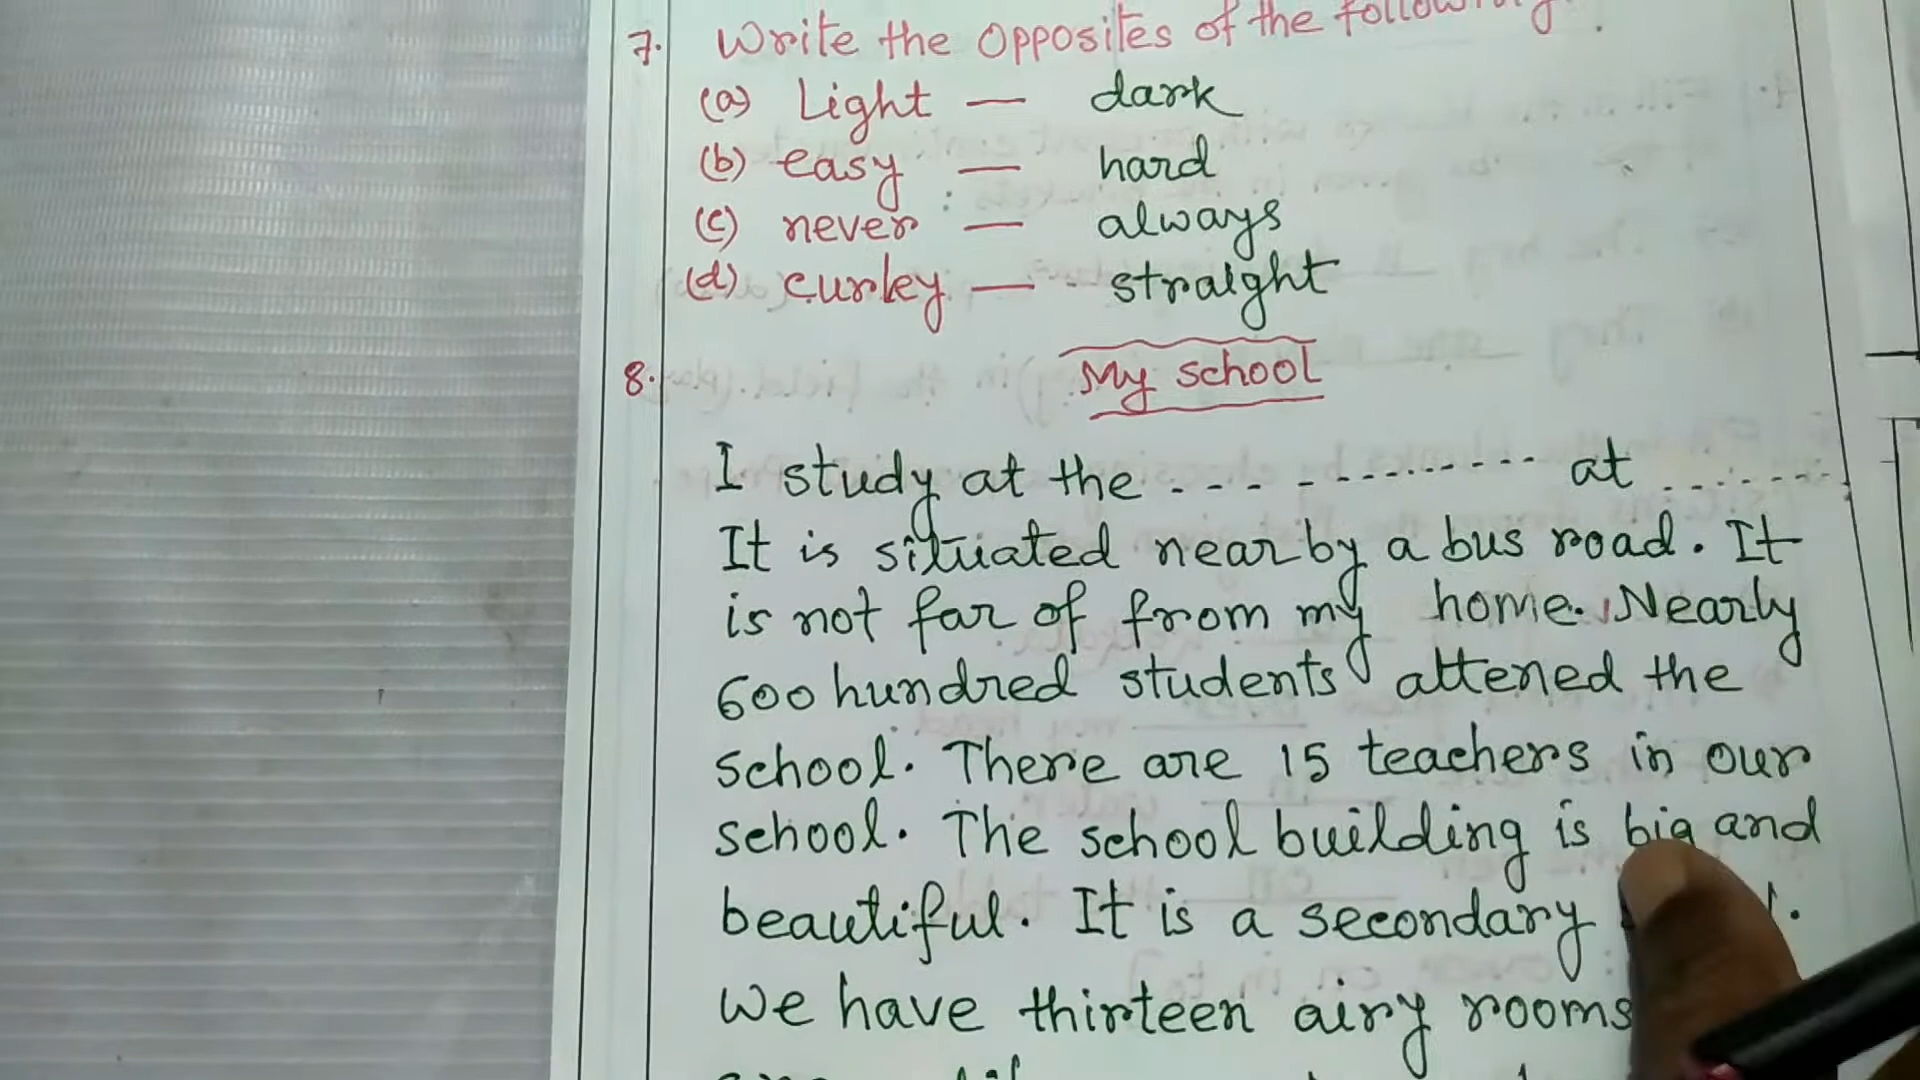 7. Write the opposites of the following.
(a) Light — dark
(b) easy — hard
(c) never — always
(d) curley — straight
8. My school
I study at the ------------ at .......
It is situated near by a bus road. It
is not far of from my home. Nearly
600 hundred students attened the
school. There are 15 teachers in our
school. The school building is big and
beautiful. It is a secondary
We have thirteen airy rooms